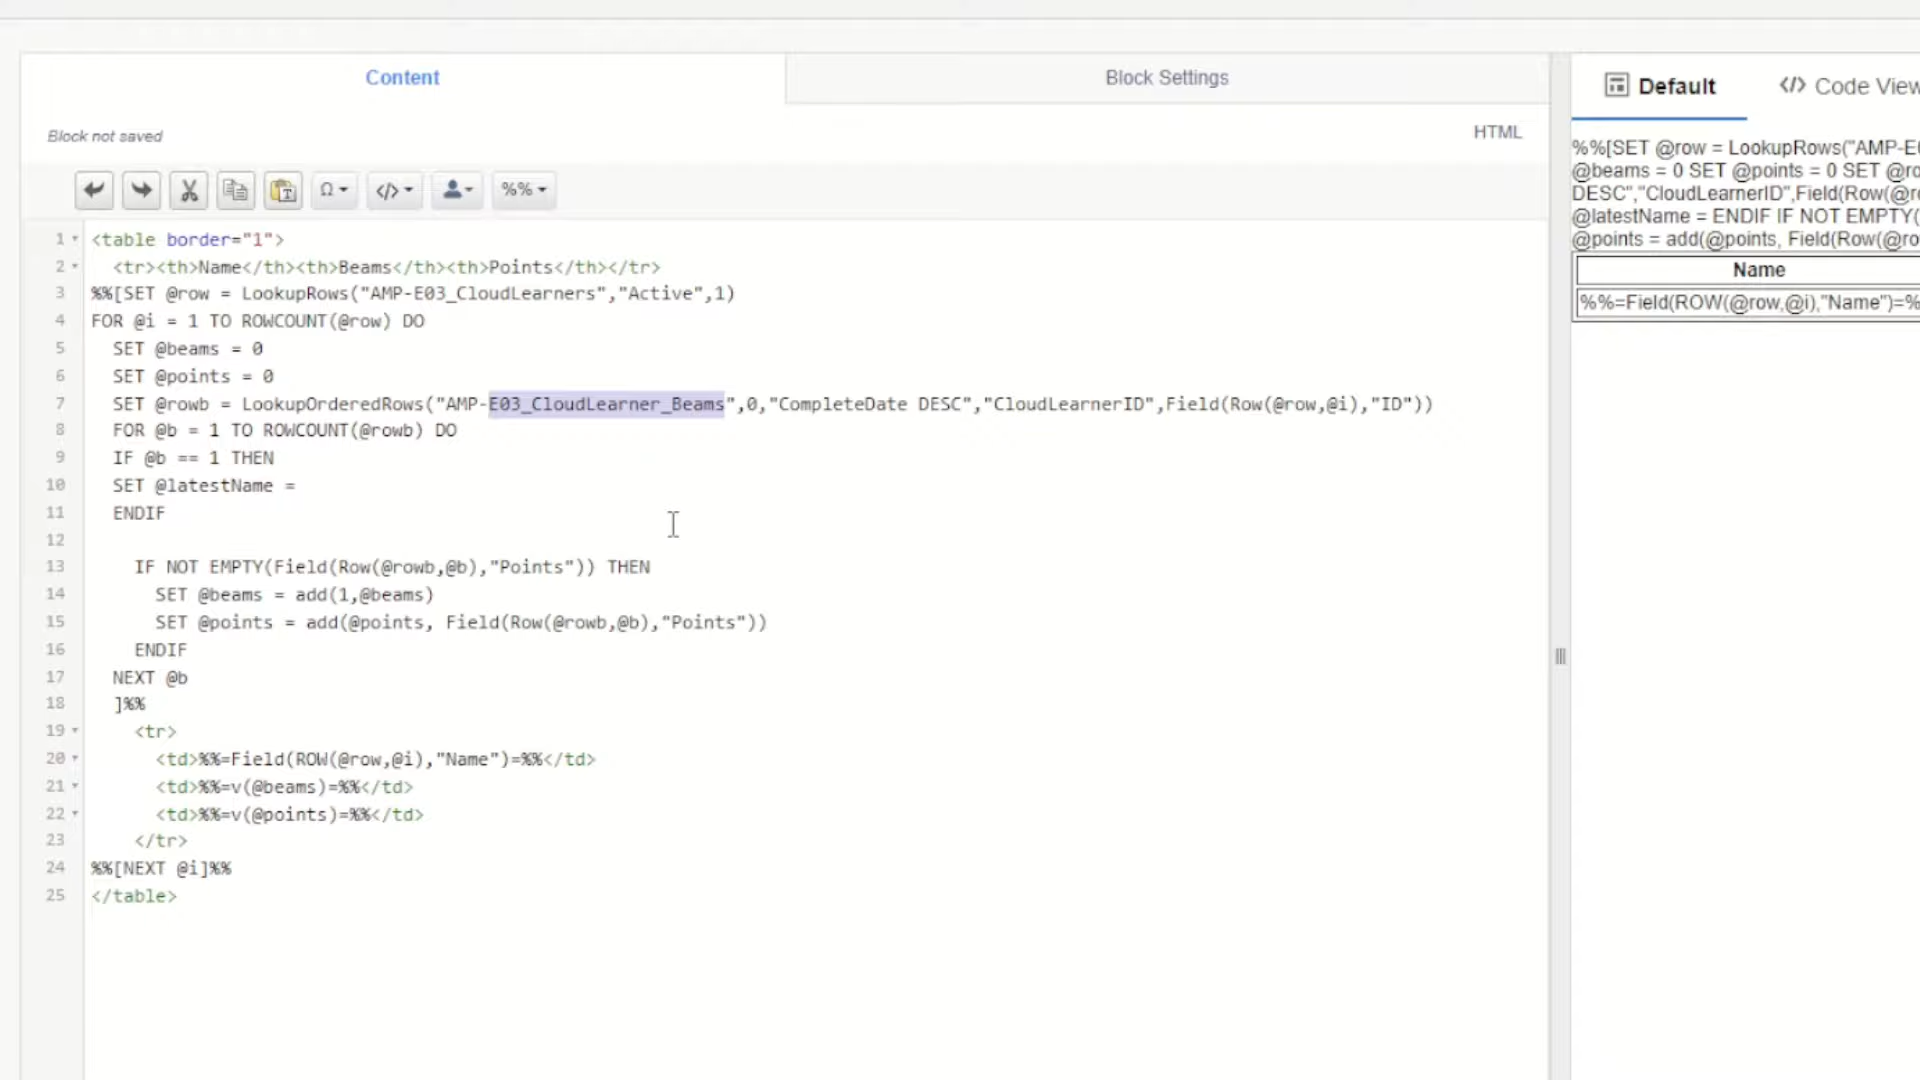 Content
Block Settings
Default
</> Code View
Block not saved
HTML
Ω
</>
%%
1 <table border="1">
2 <tr><th>Name</th><th>Beams</th><th>Points</th></tr>
3 %%[SET @row = LookupRows("AMP-E03_CloudLearners","Active",1)
4 FOR @i = 1 TO ROWCOUNT(@row) DO
5 SET @beams = 0
6 SET @points = 0
7 SET @rowb = LookupOrderedRows("AMP-E03_CloudLearner_Beams",0,"CompleteDate DESC","CloudLearnerID",Field(Row(@row,@i),"ID"))
8 FOR @b = 1 TO ROWCOUNT(@rowb) DO
9 IF @b == 1 THEN
10 SET @latestName =
11 ENDIF
12
13 IF NOT EMPTY(Field(Row(@rowb,@b),"Points")) THEN
14 SET @beams = add(1,@beams)
15 SET @points = add(@points, Field(Row(@rowb,@b),"Points"))
16 ENDIF
17 NEXT @b
18 ]%%
19 <tr>
20 <td>%%=Field(ROW(@row,@i),"Name")=%%</td>
21 <td>%%=v(@beams)=%%</td>
22 <td>%%=v(@points)=%%</td>
23 </tr>
24 %%[NEXT @i]%%
25 </table>
%%[SET @row = LookupRows("AMP-E0
@beams = 0 SET @points = 0 SET @ro
DESC","CloudLearnerID",Field(Row(@r
@latestName = ENDIF IF NOT EMPTY(
@points = add(@points, Field(Row(@ro
Name
%%=Field(ROW(@row,@i),"Name")=%